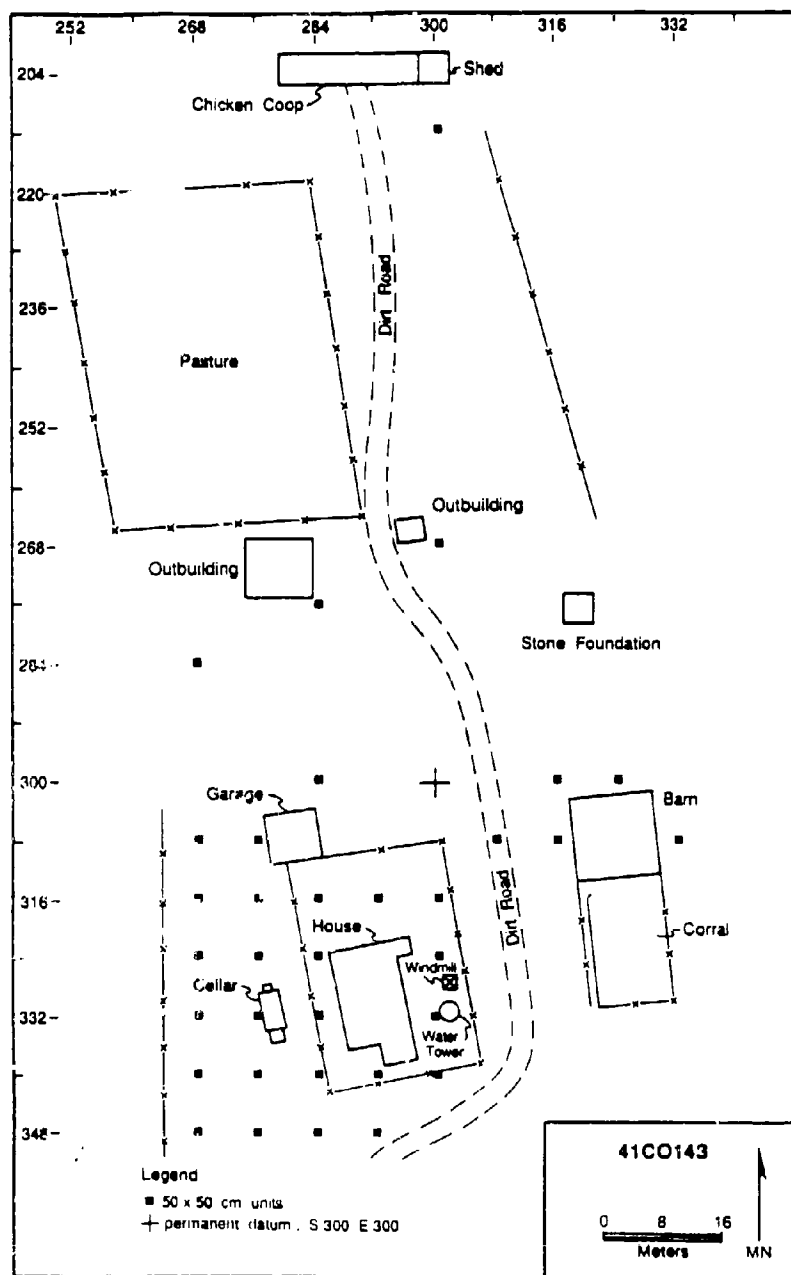 252 268 284 300 316 332
204
Shed
Chicken Coop
220
236
Dirt Road
Pasture
252
Outbuilding
268
Outbuilding
Stone Foundation
284
300
Garage
Barn
316
House
Dirt Road
Corral
Windmill
Cellar
332
Water
Tower
348
Legend
50 x 50 cm units
permanent datum, S 300 E 300
41CO143
0 8 16
Meters
MN